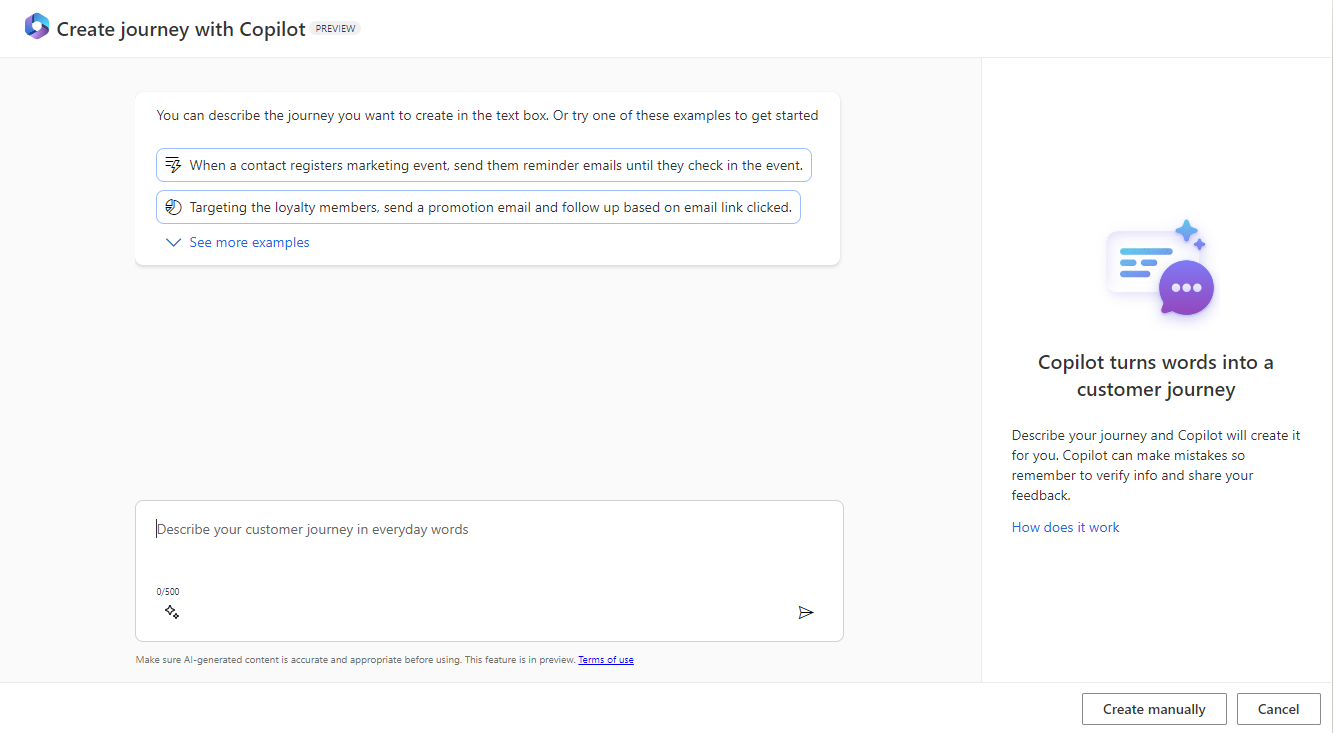 Create journey with Copilot PREVIEW
You can describe the journey you want to create in the text box. Or try one of these examples to get started
When a contact registers marketing event, send them reminder emails until they check in the event.
Targeting the loyalty members, send a promotion email and follow up based on email link clicked.
See more examples
Describe your customer journey in everyday words
0/500
Make sure AI-generated content is accurate and appropriate before using. This feature is in preview. Terms of use
Copilot turns words into a
customer journey
Describe your journey and Copilot will create it
for you. Copilot can make mistakes so
remember to verify info and share your
feedback.
How does it work
Create manually
Cancel